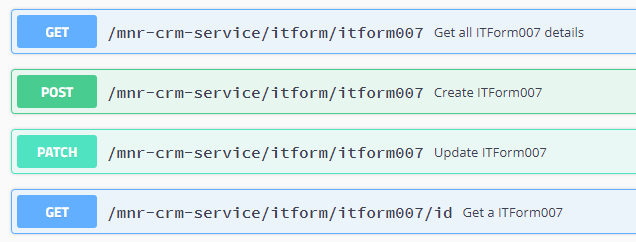 GET /mnr-crm-service/itform/itform007 Get all ITForm007 details
POST /mnr-crm-service/itform/itform007 Create ITForm007
PATCH /mnr-crm-service/itform/itform007 Update ITForm007
GET /mnr-crm-service/itform/itform007/id Get a ITForm007